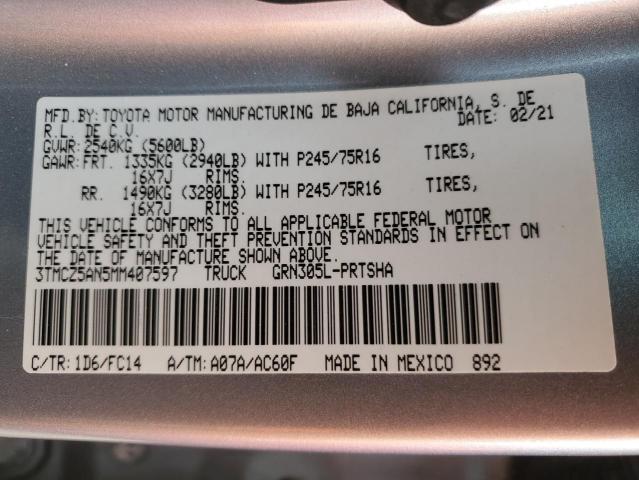 MFD.BY: TOYOTA MOTOR MANUFACTURING DE BAJA CALIFORNIA, S. DE
R.L. DE C.V. DATE: 02/21
GVWR: 2540KG (5600LB)
GAWR: FRT. 1335KG (2940LB) WITH P245/75R16 TIRES,
16X7J RIMS.
RR. 1490KG (3280LB) WITH P245/75R16 TIRES,
16X7J RIMS.
THIS VEHICLE CONFORMS TO ALL APPLICABLE FEDERAL MOTOR
VEHICLE SAFETY AND THEFT PREVENTION STANDARDS IN EFFECT ON
THE DATE OF MANUFACTURE SHOWN ABOVE.
3TMCZ5AN5MM407597 TRUCK GRN305L-PRTSHA
C/TR: 1D6/FC14 A/TM: A07A/AC60F MADE IN MEXICO 892